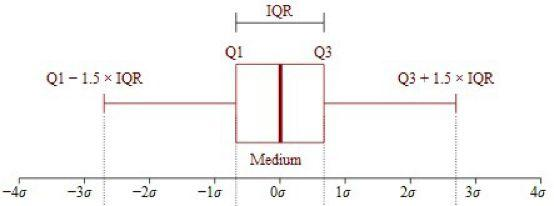 IQR
Q1 Q3
Q1 − 1.5 × IQR Q3 + 1.5 × IQR
Medium
−4σ −3σ −2σ −1σ 0σ 1σ 2σ 3σ 4σ